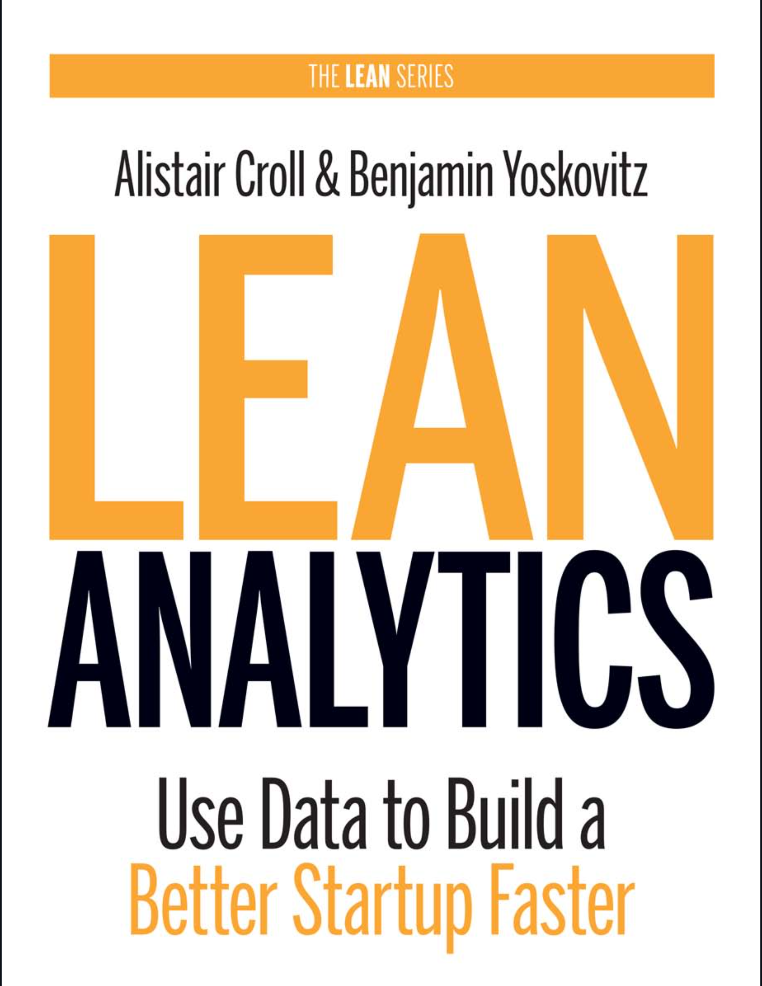 THE LEAN SERIES
Alistair Croll & Benjamin Yoskovitz
LEAN
ANALYTICS
Use Data to Build a
Better Startup Faster